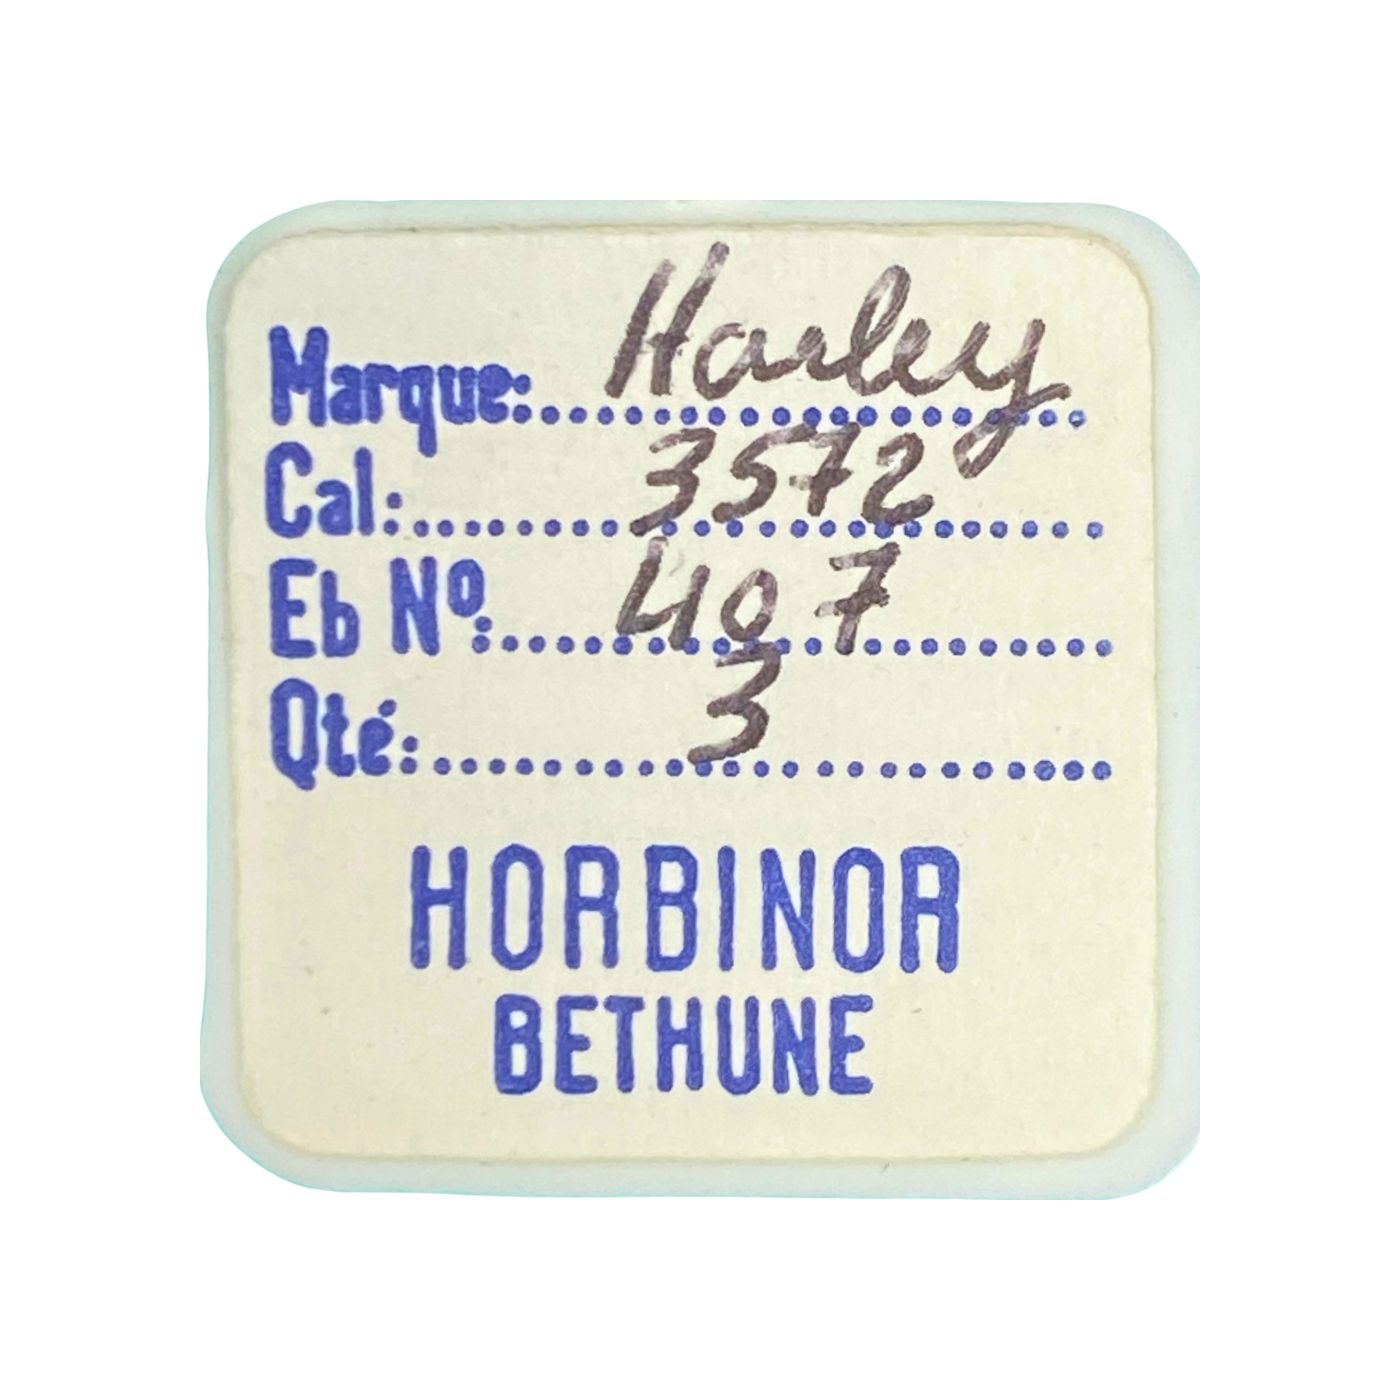 Marque: Harley
Cal: 3572
Eb Nº: 407
Qté: 3
HORBINOR
BETHUNE